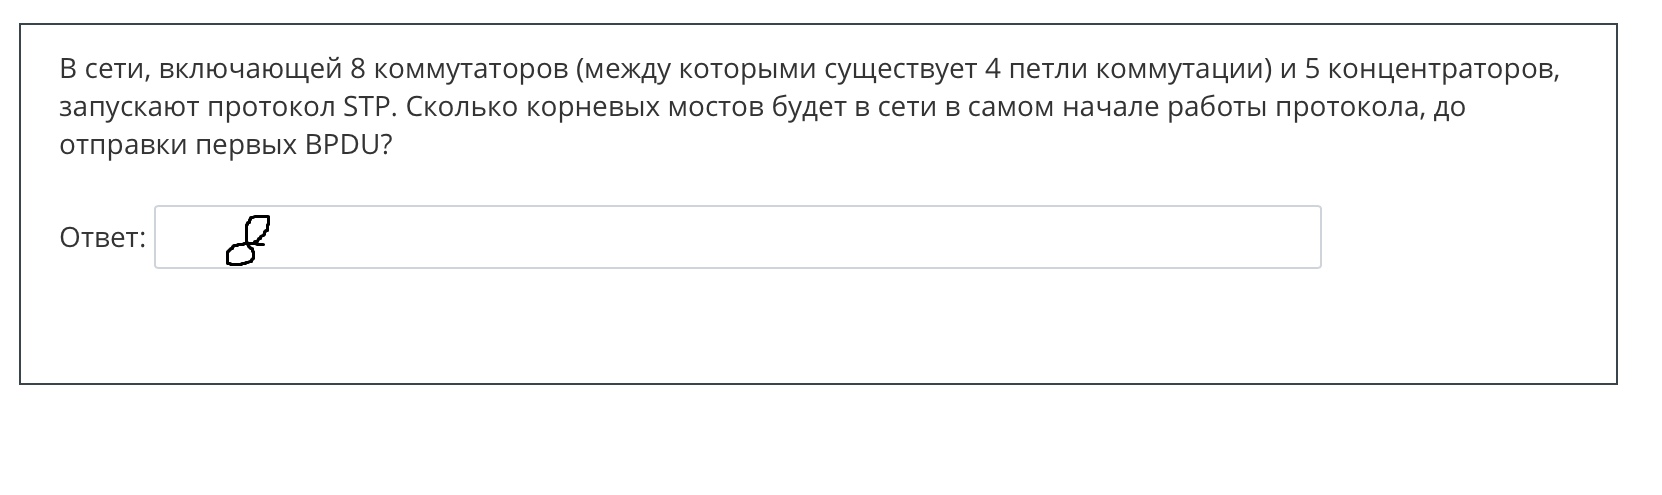 В сети, включающей 8 коммутаторов (между которыми существует 4 петли коммутации) и 5 концентраторов,
запускают протокол STP. Сколько корневых мостов будет в сети в самом начале работы протокола, до
отправки первых BPDU?
Ответ: 8